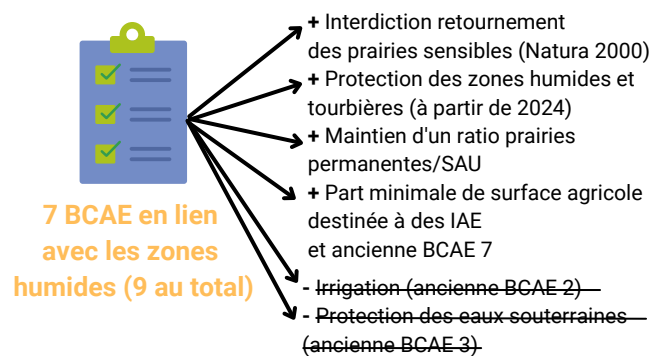 + Interdiction retournement
des prairies sensibles (Natura 2000)
+ Protection des zones humides et
tourbières (à partir de 2024)
+ Maintien d'un ratio prairies
permanentes/SAU
+ Part minimale de surface agricole
destinée à des IAE
et ancienne BCAE 7
- Irrigation (ancienne BCAE 2)
- Protection des eaux souterraines
(ancienne BCAE 3)
7 BCAE en lien
avec les zones
humides (9 au total)